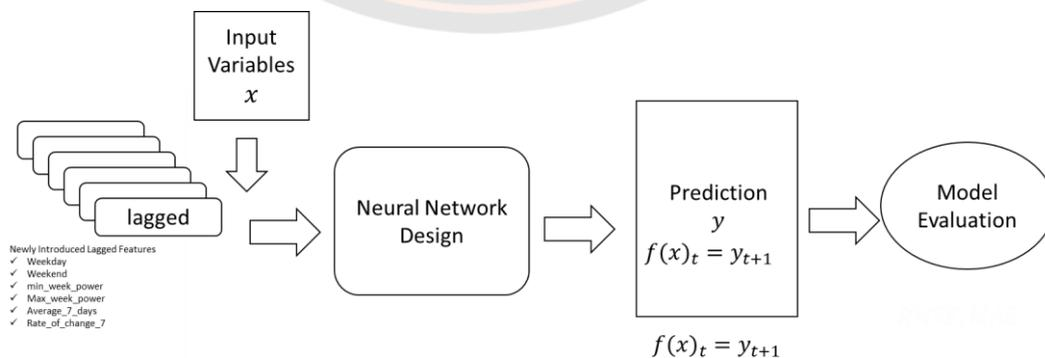 Input
Variables
x
lagged
Newly Introduced Lagged Features
✓ Weekday
✓ Weekend
✓ min_week_power
✓ Max_week_power
✓ Average_7_days
✓ Rate_of_change_7
Neural Network
Design
Prediction
y
f(x)ₜ = yₜ₊₁
f(x)ₜ = yₜ₊₁
Model
Evaluation